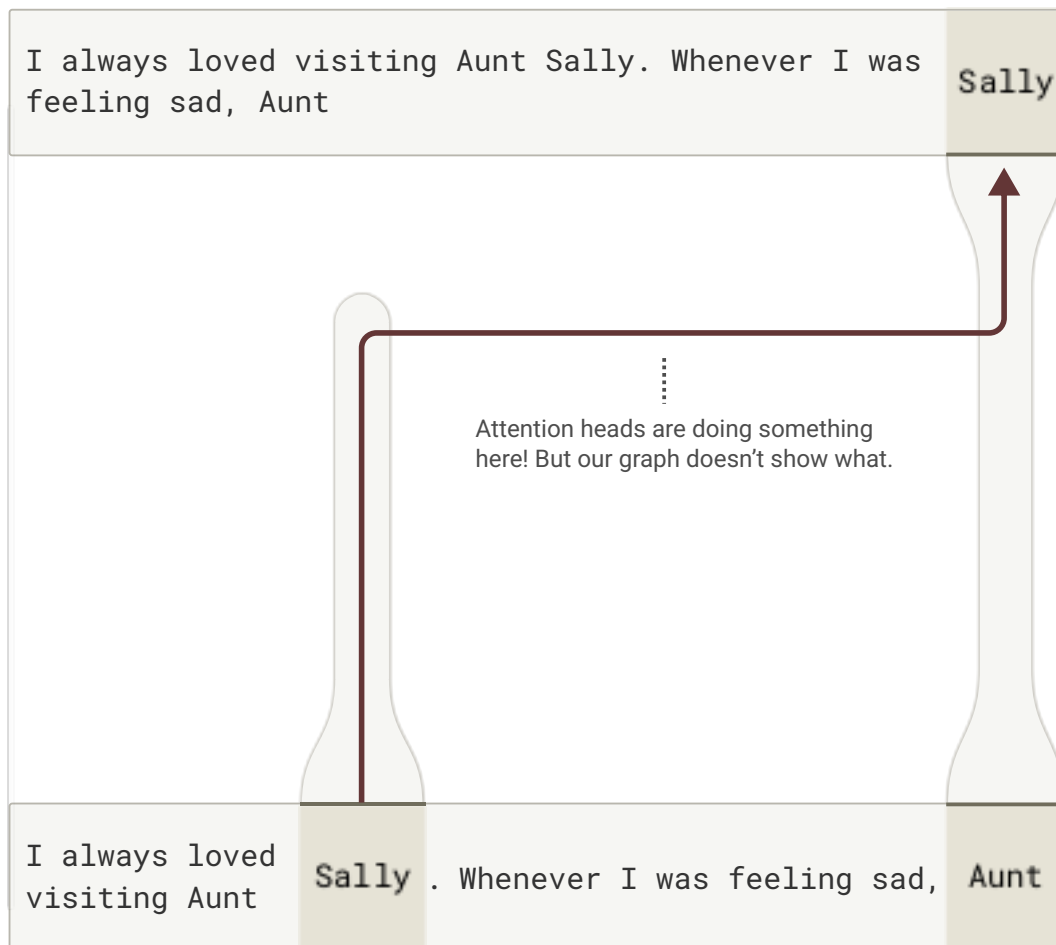 I always loved visiting Aunt Sally. Whenever I was
feeling sad, Aunt
Sally
Attention heads are doing something
here! But our graph doesn’t show what.
I always loved
visiting Aunt
Sally
. Whenever I was feeling sad,
Aunt